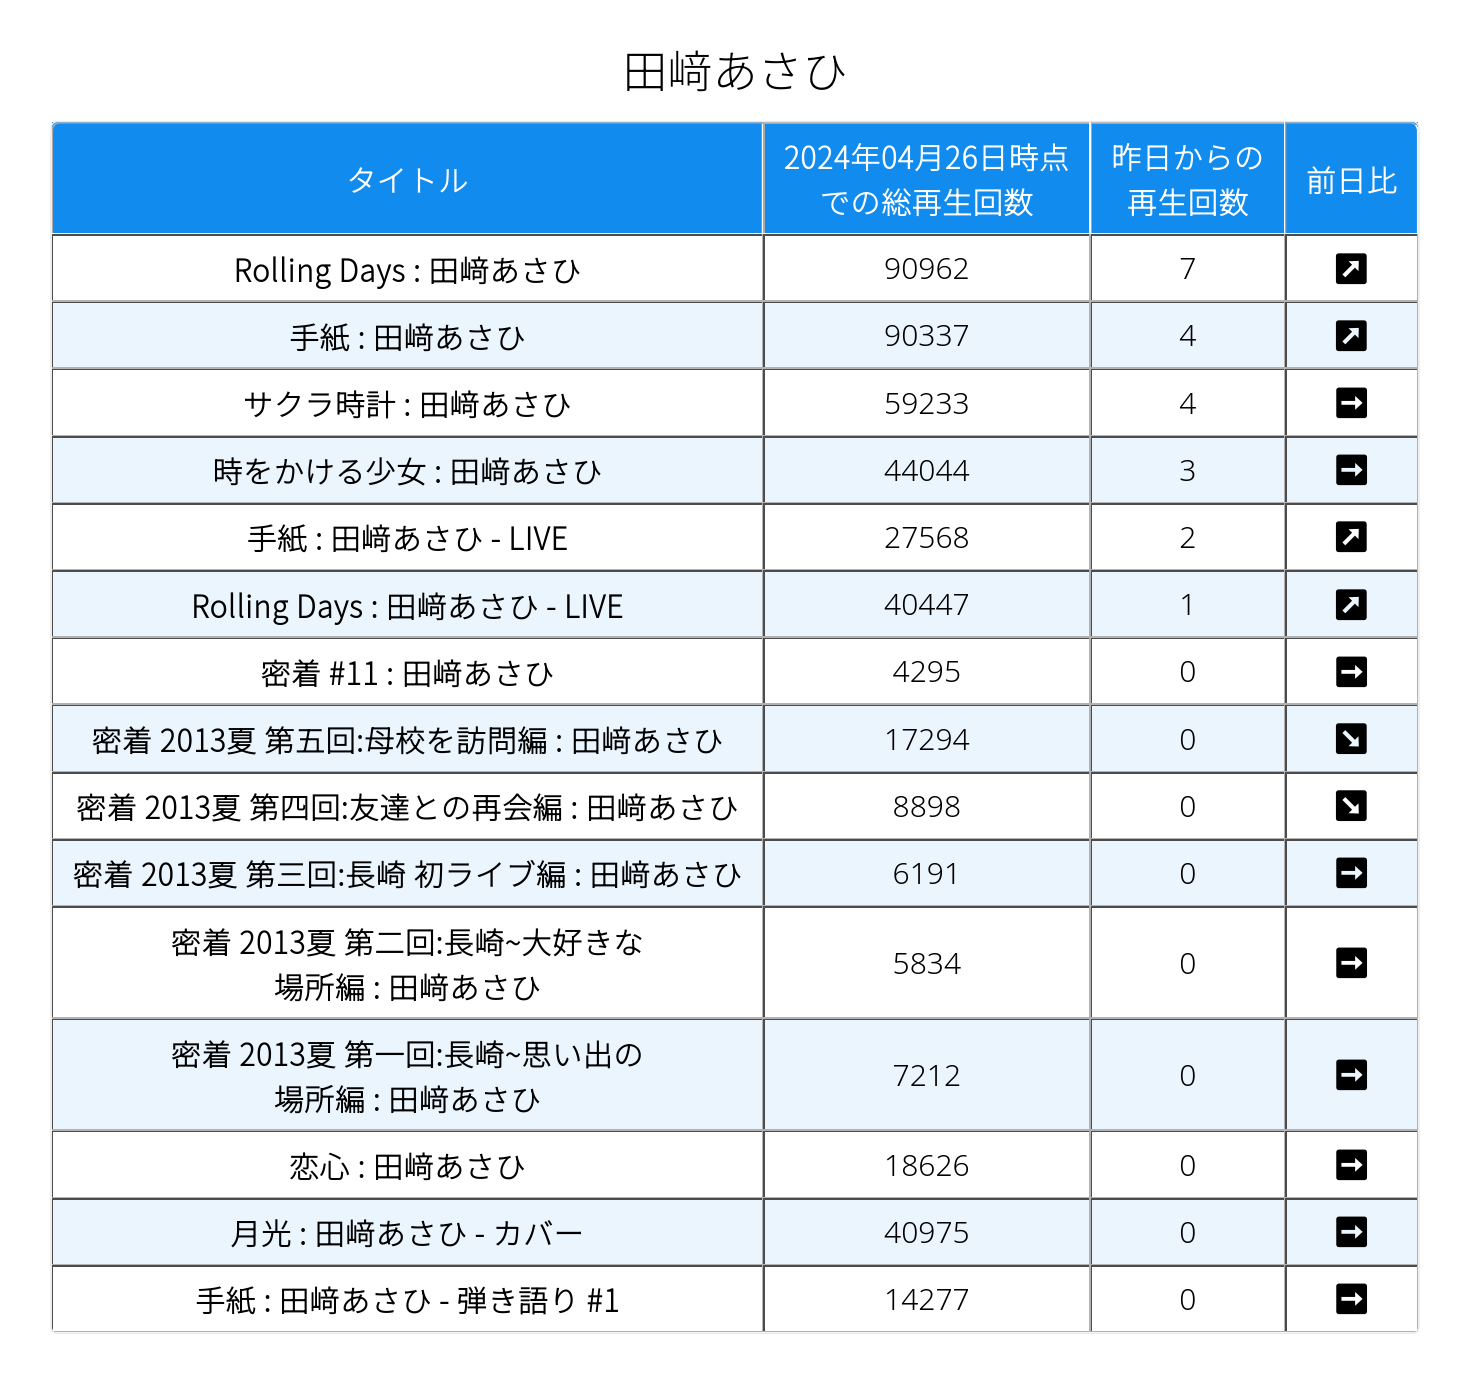 田﨑あさひ
タイトル
2024年04月26日時点
での総再生回数
昨日からの
再生回数
前日比
Rolling Days : 田﨑あさひ 90962 7
手紙 : 田﨑あさひ 90337 4
サクラ時計 : 田﨑あさひ 59233 4
時をかける少女 : 田﨑あさひ 44044 3
手紙 : 田﨑あさひ - LIVE 27568 2
Rolling Days : 田﨑あさひ - LIVE 40447 1
密着 #11 : 田﨑あさひ 4295 0
密着 2013夏 第五回:母校を訪問編 : 田﨑あさひ 17294 0
密着 2013夏 第四回:友達との再会編 : 田﨑あさひ 8898 0
密着 2013夏 第三回:長崎 初ライブ編 : 田﨑あさひ 6191 0
密着 2013夏 第二回:長崎~大好きな
場所編 : 田﨑あさひ 5834 0
密着 2013夏 第一回:長崎~思い出の
場所編 : 田﨑あさひ 7212 0
恋心 : 田﨑あさひ 18626 0
月光 : 田﨑あさひ - カバー 40975 0
手紙 : 田﨑あさひ - 弾き語り #1 14277 0